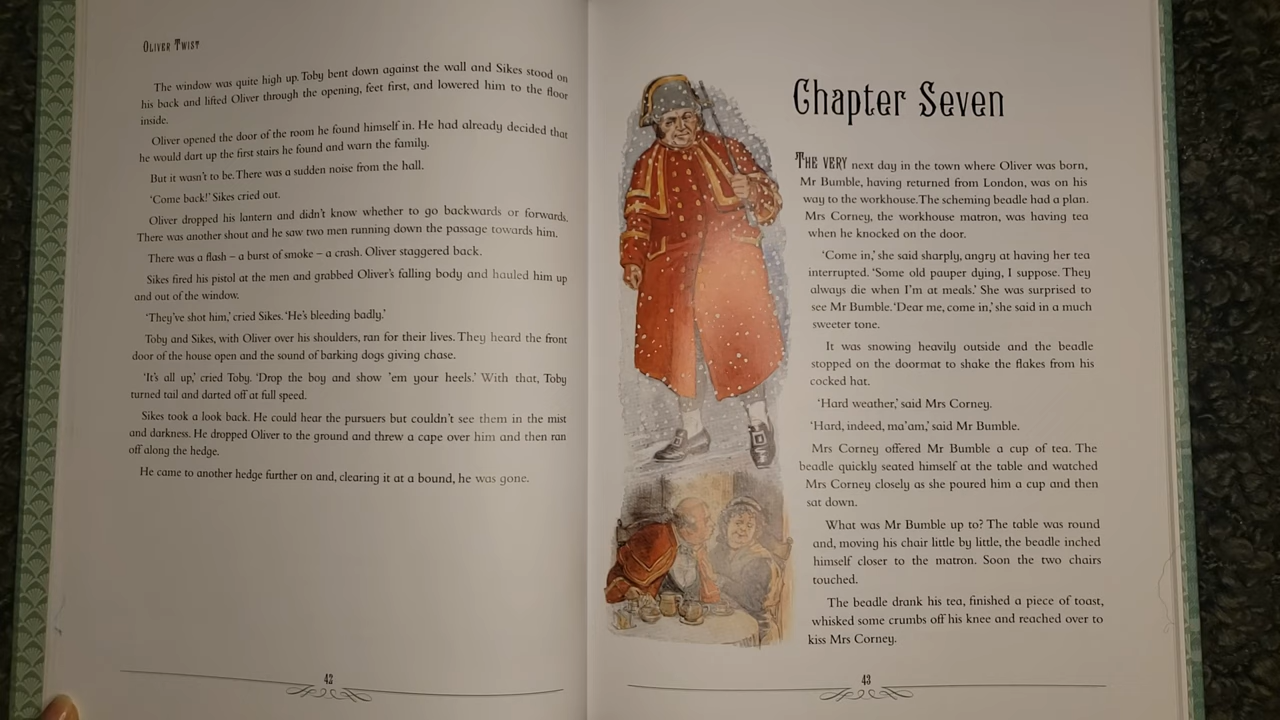 Oliver Twist
The window was quite high up. Toby bent down against the wall and Sikes stood on
his back and lifted Oliver through the opening, feet first, and lowered him to the floor
inside.
Oliver opened the door of the room he found himself in. He had already decided that
he would dart up the first stairs he found and warn the family.
But it wasn't to be. There was a sudden noise from the hall.
'Come back!' Sikes cried out.
Oliver dropped his lantern and didn't know whether to go backwards or forwards.
There was another shout and he saw two men running down the passage towards him.
There was a flash – a burst of smoke – a crash. Oliver staggered back.
Sikes fired his pistol at the men and grabbed Oliver's falling body and hauled him up
and out of the window.
'They've shot him,' cried Sikes. 'He's bleeding badly.'
Toby and Sikes, with Oliver over his shoulders, ran for their lives. They heard the front
door of the house open and the sound of barking dogs giving chase.
'It's all up,' cried Toby. 'Drop the boy and show 'em your heels.' With that, Toby
turned tail and darted off at full speed.
Sikes took a look back. He could hear the pursuers but couldn't see them in the mist
and darkness. He dropped Oliver to the ground and threw a cape over him and then ran
off along the hedge.
He came to another hedge further on and, clearing it at a bound, he was gone.
42
Chapter Seven
The very next day in the town where Oliver was born,
Mr Bumble, having returned from London, was on his
way to the workhouse. The scheming beadle had a plan.
Mrs Corney, the workhouse matron, was having tea
when he knocked on the door.
'Come in,' she said sharply, angry at having her tea
interrupted. 'Some old pauper dying, I suppose. They
always die when I'm at meals.' She was surprised to
see Mr Bumble. 'Dear me, come in,' she said in a much
sweeter tone.
It was snowing heavily outside and the beadle
stopped on the doormat to shake the flakes from his
cocked hat.
'Hard weather,' said Mrs Corney.
'Hard, indeed, ma'am,' said Mr Bumble.
Mrs Corney offered Mr Bumble a cup of tea. The
beadle quickly seated himself at the table and watched
Mrs Corney closely as she poured him a cup and then
sat down.
What was Mr Bumble up to? The table was round
and, moving his chair little by little, the beadle inched
himself closer to the matron. Soon the two chairs
touched.
The beadle drank his tea, finished a piece of toast,
whisked some crumbs off his knee and reached over to
kiss Mrs Corney.
43